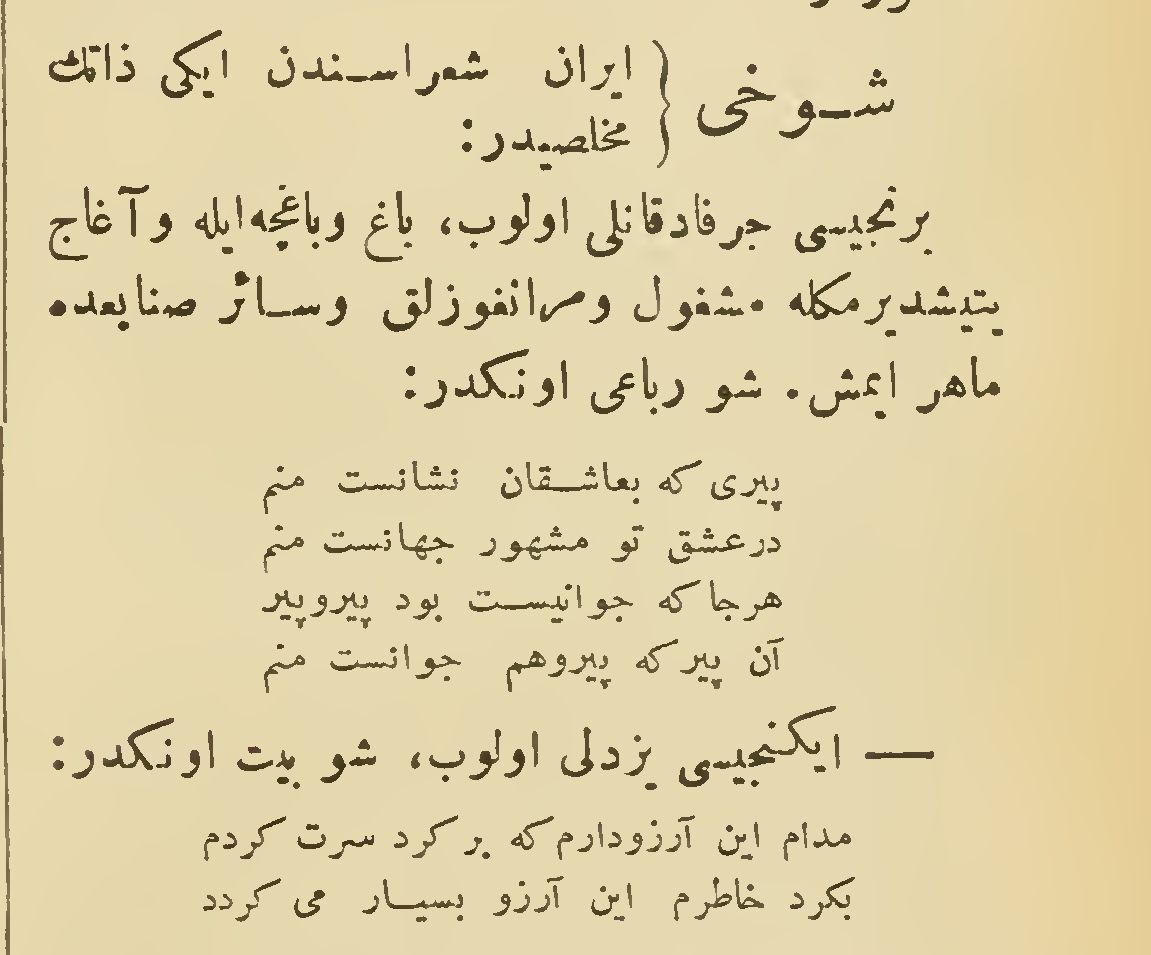 شوخی { ایران شعراسندن ایکی ذاتك
مخلصیدر:
برنجیسی جرفادقانلی اولوب، باغ وباغچه‌ایله وآغاج
یتیشدیرمکله مشغول ومرانغوزلق وسائر صنایعده
ماهر ایمش. شو رباعی اونکدر:
پیری که بعاشقان نشانست منم
درعشق تو مشهور جهانست منم
هرجا که جوانیست بود پیروپیر
آن پیر که پیروهم جوانست منم
— ایکنجیسی یزدلی اولوب، شو بیت اونکدر:
مدام این آرزودارم که بر کرد سرت کردم
بکرد خاطرم این آرزو بسیار می کردد